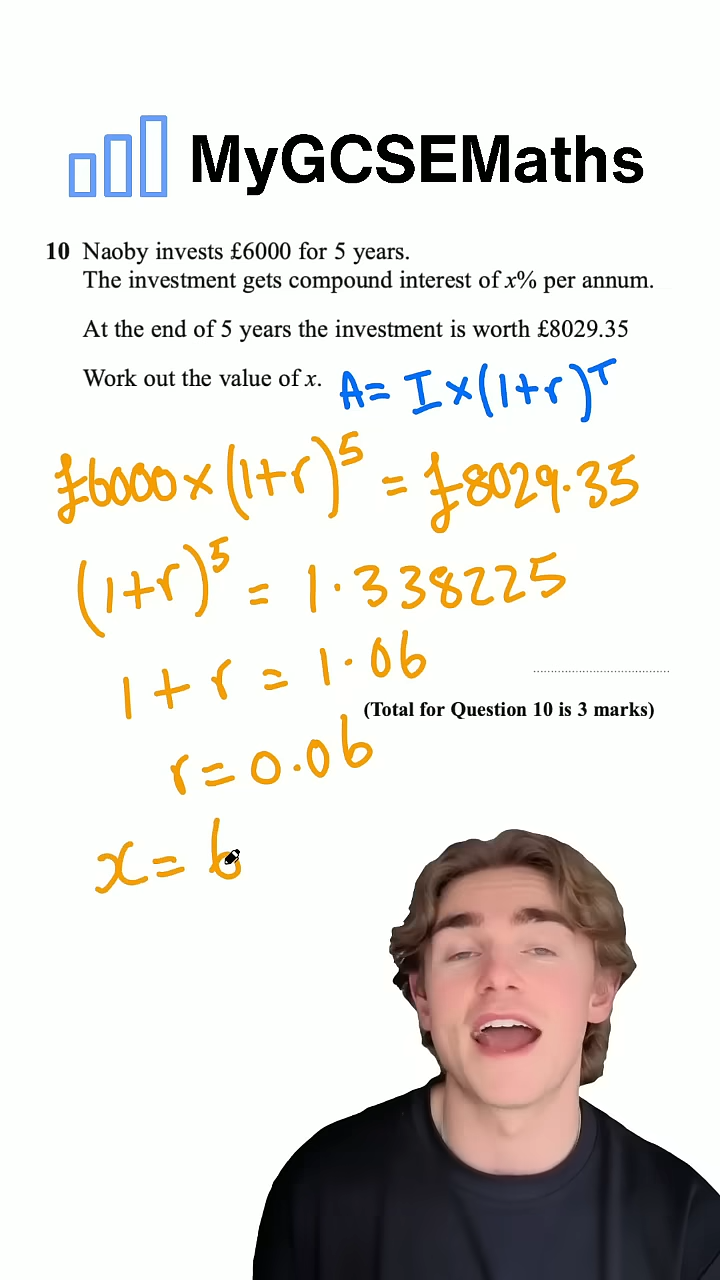 MyGCSEMaths
10 Naoby invests £6000 for 5 years.
The investment gets compound interest of x% per annum.
At the end of 5 years the investment is worth £8029.35
Work out the value of x.
A= I×(1+r)^T
£6000×(1+r)^5 = £8029.35
(1+r)^5 = 1.338225
1+r = 1.06
(Total for Question 10 is 3 marks)
r=0.06
x= 6